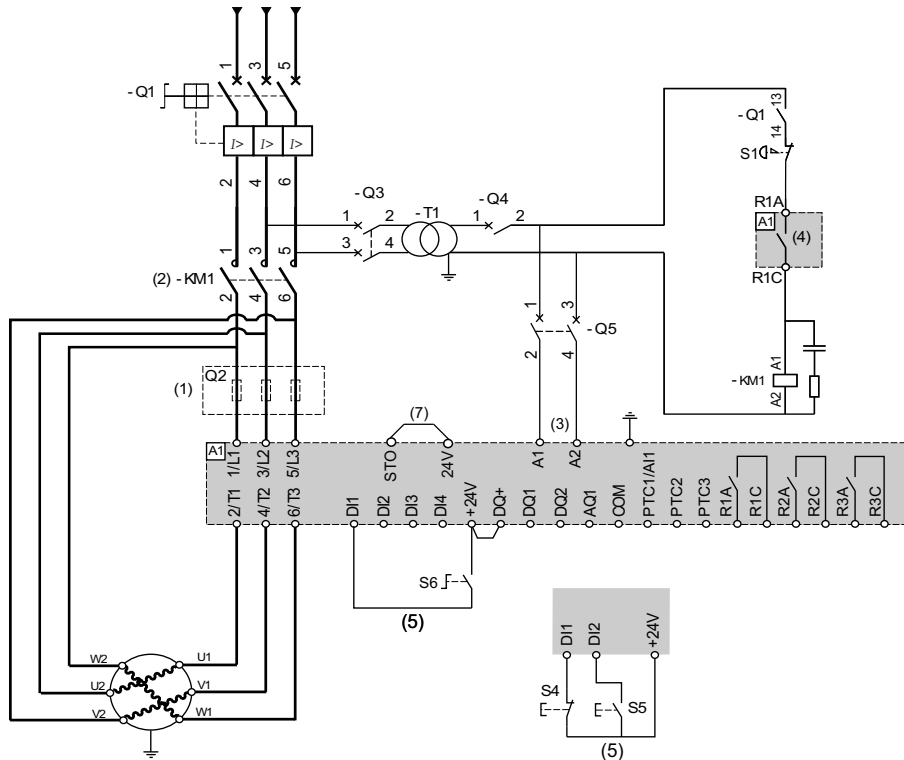 1 3 5
-Q1
I> I> I>
2 4 6
13
-Q1
14
S1
-Q3
1 2
3 4
-T1
-Q4
1 2
R1A
A1
(4)
R1C
1 3 5
(2) -KM1
2 4 6
1 3
-Q5
2 4
A1
-KM1
A2
Q2
(1)
(7)
(3)
A1
1/L1 3/L2 5/L3
STO 24V
A1 A2
2/T1 4/T2 6/T3
DI1 DI2 DI3 DI4 +24V DQ+ DQ1 DQ2 AQ1 COM PTC1/AI1 PTC2 PTC3 R1A R1C R2A R2C R3A R3C
S6
(5)
DI1 DI2 +24V
S4 S5
(5)
W2 U1
U2 V1
V2 W1